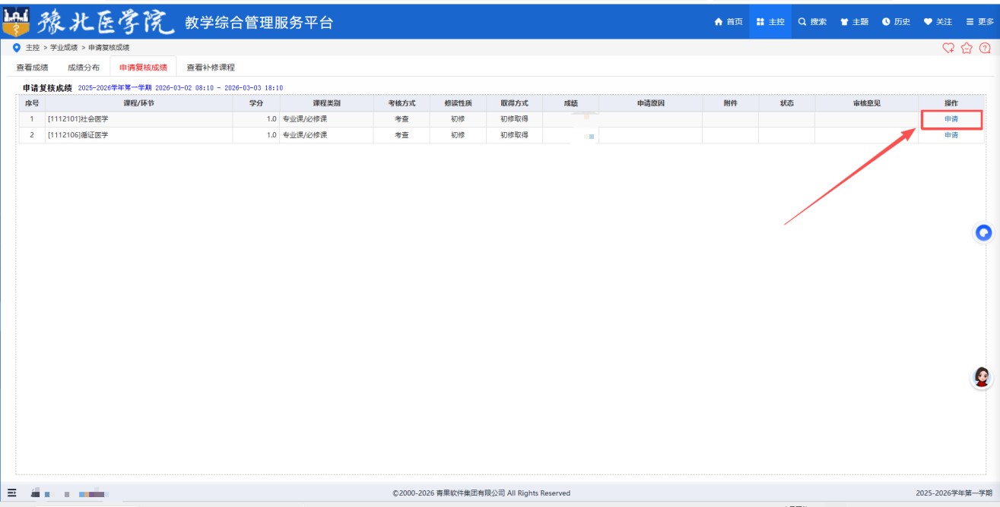 豫北医学院 教学综合管理服务平台 首页 主控 搜索 主题 历史 关注 更多
主控 > 学业成绩 > 申请复核成绩
查看成绩 成绩分布 申请复核成绩 查看补修课程
申请复核成绩 2025-2026学年第一学期 2026-03-02 08:10 - 2026-03-03 18:10
序号 课程/环节 学分 课程类别 考核方式 修读性质 取得方式 成绩 申请原因 附件 状态 审核意见 操作
1 [1112101]社会医学 1.0 专业课/必修课 考查 初修 初修取得 申请
2 [1112106]循证医学 1.0 专业课/必修课 考查 初修 初修取得 申请
©2000-2026 青果软件集团有限公司 All Rights Reserved 2025-2026学年第一学期